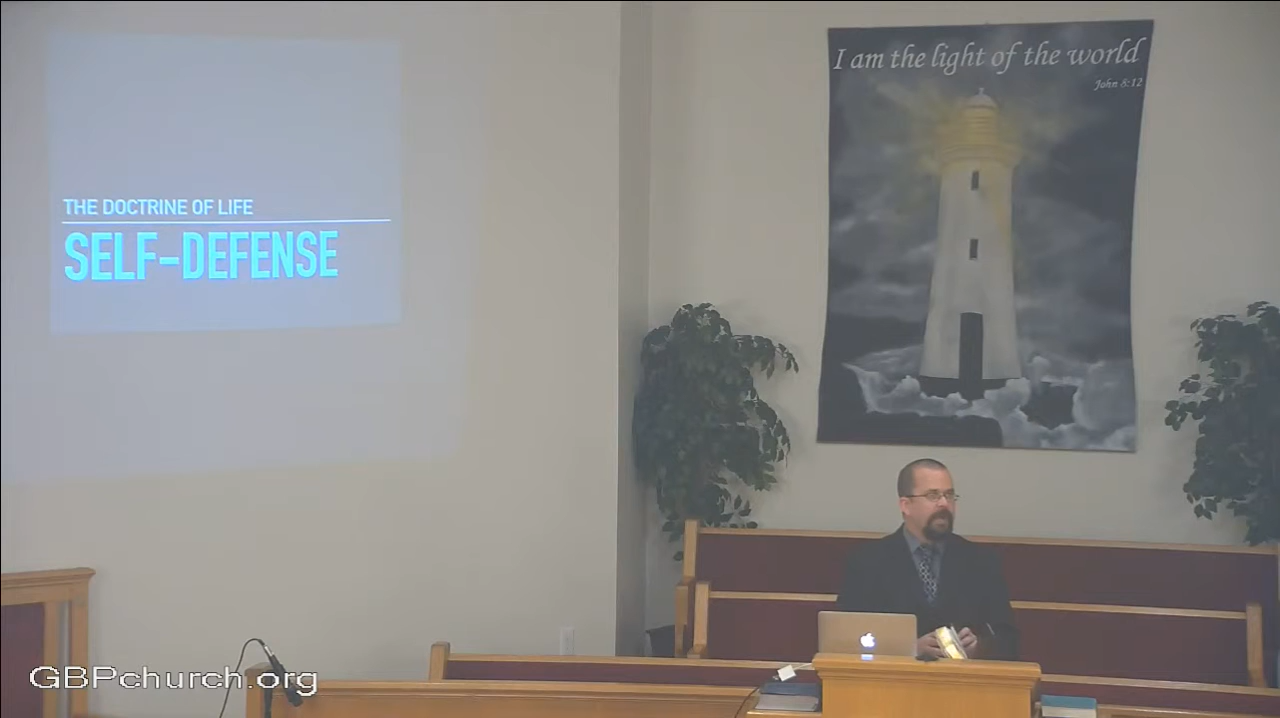 THE DOCTRINE OF LIFE
SELF-DEFENSE
I am the light of the world
John 8:12
GBPchurch.org